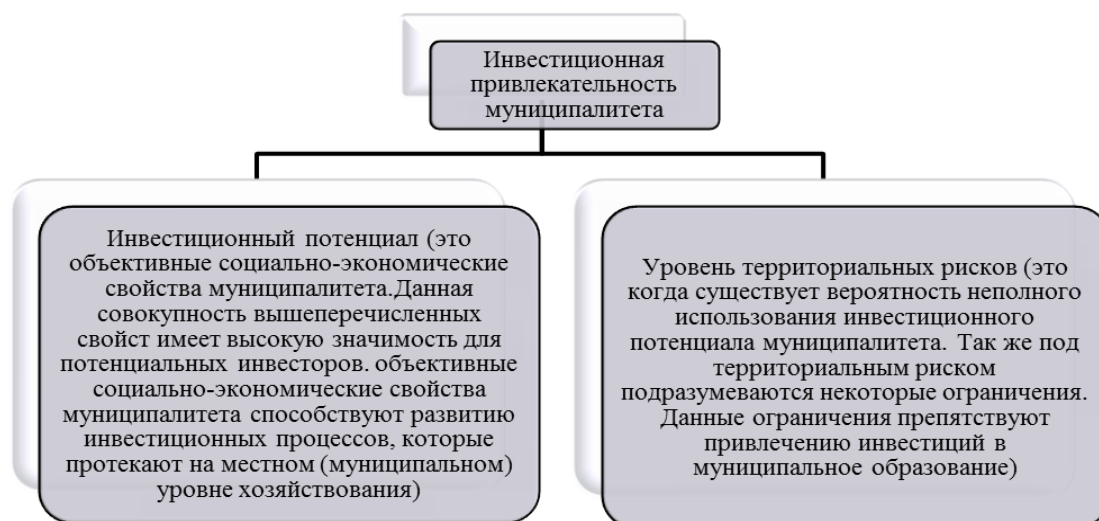 Инвестиционная
привлекательность
муниципалитета
Инвестиционный потенциал (это
объективные социально-экономические
свойства муниципалитета.Данная
совокупность вышеперечисленных
свойст имеет высокую значимость для
потенциальных инвесторов. объективные
социально-экономические свойства
муниципалитета способствуют развитию
инвестиционных процессов, которые
протекают на местном (муниципальном)
уровне хозяйствования)
Уровень территориальных рисков (это
когда существует вероятность неполного
использования инвестиционного
потенциала муниципалитета. Так же под
территориальным риском
подразумеваются некоторые ограничения.
Данные ограничения препятствуют
привлечению инвестиций в
муниципальное образование)